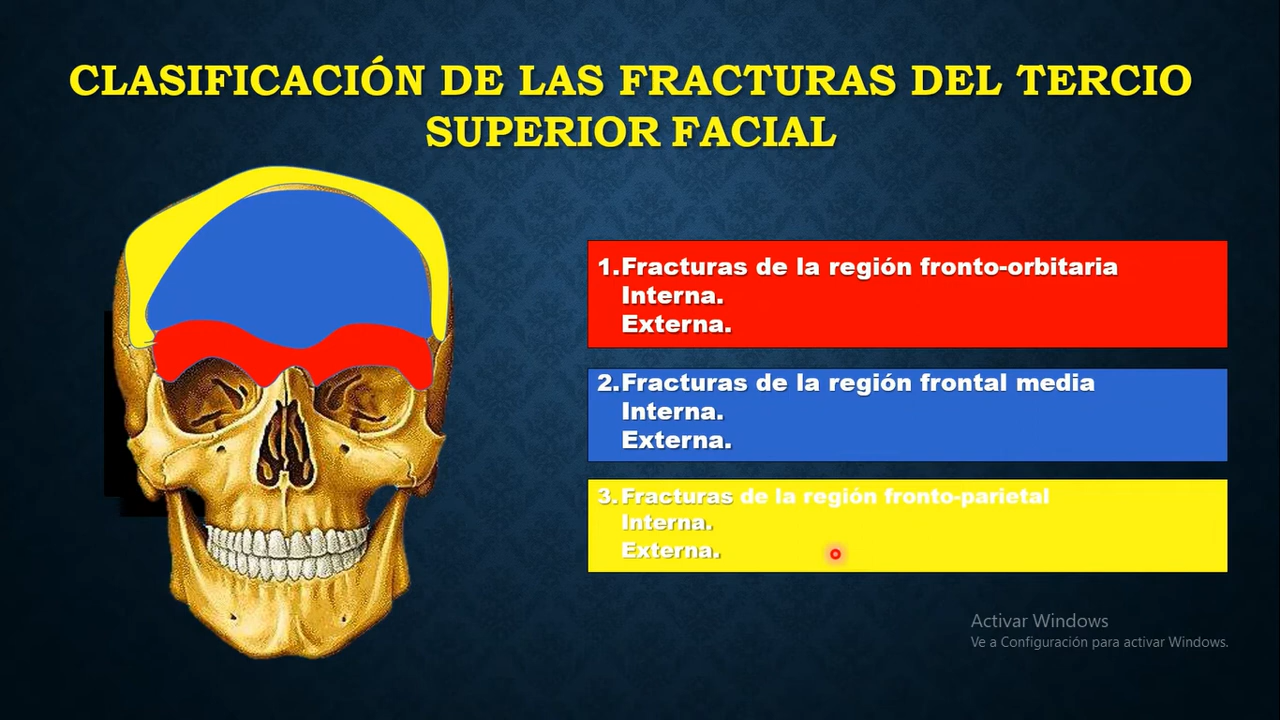 CLASIFICACIÓN DE LAS FRACTURAS DEL TERCIO
SUPERIOR FACIAL
1.Fracturas de la región fronto-orbitaria
Interna.
Externa.
2.Fracturas de la región frontal media
Interna.
Externa.
3.Fracturas de la región fronto-parietal
Interna.
Externa.
Activar Windows
Ve a Configuración para activar Windows.